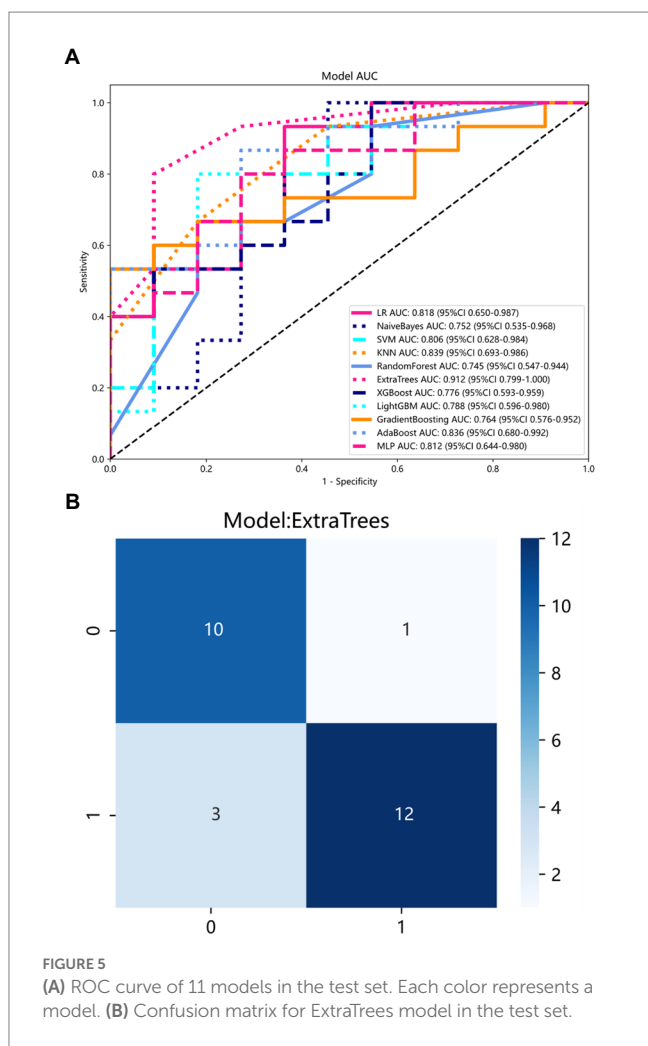 A
Model AUC
1.0
0.8
0.6
0.4
0.2
0.0
Sensitivity
LR AUC: 0.818 (95%CI 0.650-0.987)
NaiveBayes AUC: 0.752 (95%CI 0.535-0.968)
SVM AUC: 0.806 (95%CI 0.628-0.984)
KNN AUC: 0.839 (95%CI 0.693-0.986)
RandomForest AUC: 0.745 (95%CI 0.547-0.944)
ExtraTrees AUC: 0.912 (95%CI 0.799-1.000)
XGBoost AUC: 0.776 (95%CI 0.593-0.959)
LightGBM AUC: 0.788 (95%CI 0.596-0.980)
GradientBoosting AUC: 0.764 (95%CI 0.576-0.952)
AdaBoost AUC: 0.836 (95%CI 0.680-0.992)
MLP AUC: 0.812 (95%CI 0.644-0.980)
0.0 0.2 0.4 0.6 0.8 1.0
1 - Specificity
B
Model:ExtraTrees
0
10 1
1
3 12
0 1
12
10
8
6
4
2
FIGURE 5
(A) ROC curve of 11 models in the test set. Each color represents a
model. (B) Confusion matrix for ExtraTrees model in the test set.